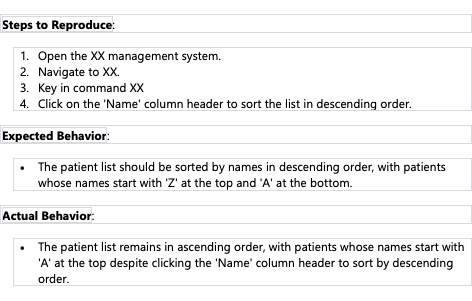 Steps to Reproduce:
1. Open the XX management system.
2. Navigate to XX.
3. Key in command XX
4. Click on the 'Name' column header to sort the list in descending order.
Expected Behavior:
• The patient list should be sorted by names in descending order, with patients
whose names start with 'Z' at the top and 'A' at the bottom.
Actual Behavior:
• The patient list remains in ascending order, with patients whose names start with
'A' at the top despite clicking the 'Name' column header to sort by descending
order.